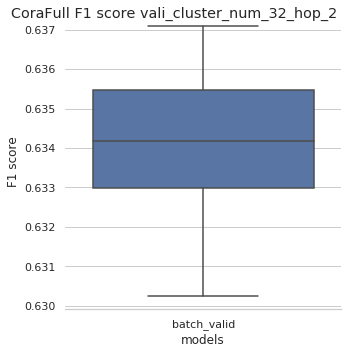 CoraFull F1 score vali_cluster_num_32_hop_2
0.637
0.636
0.635
0.634
0.633
0.632
0.631
0.630
F1 score
batch_valid
models